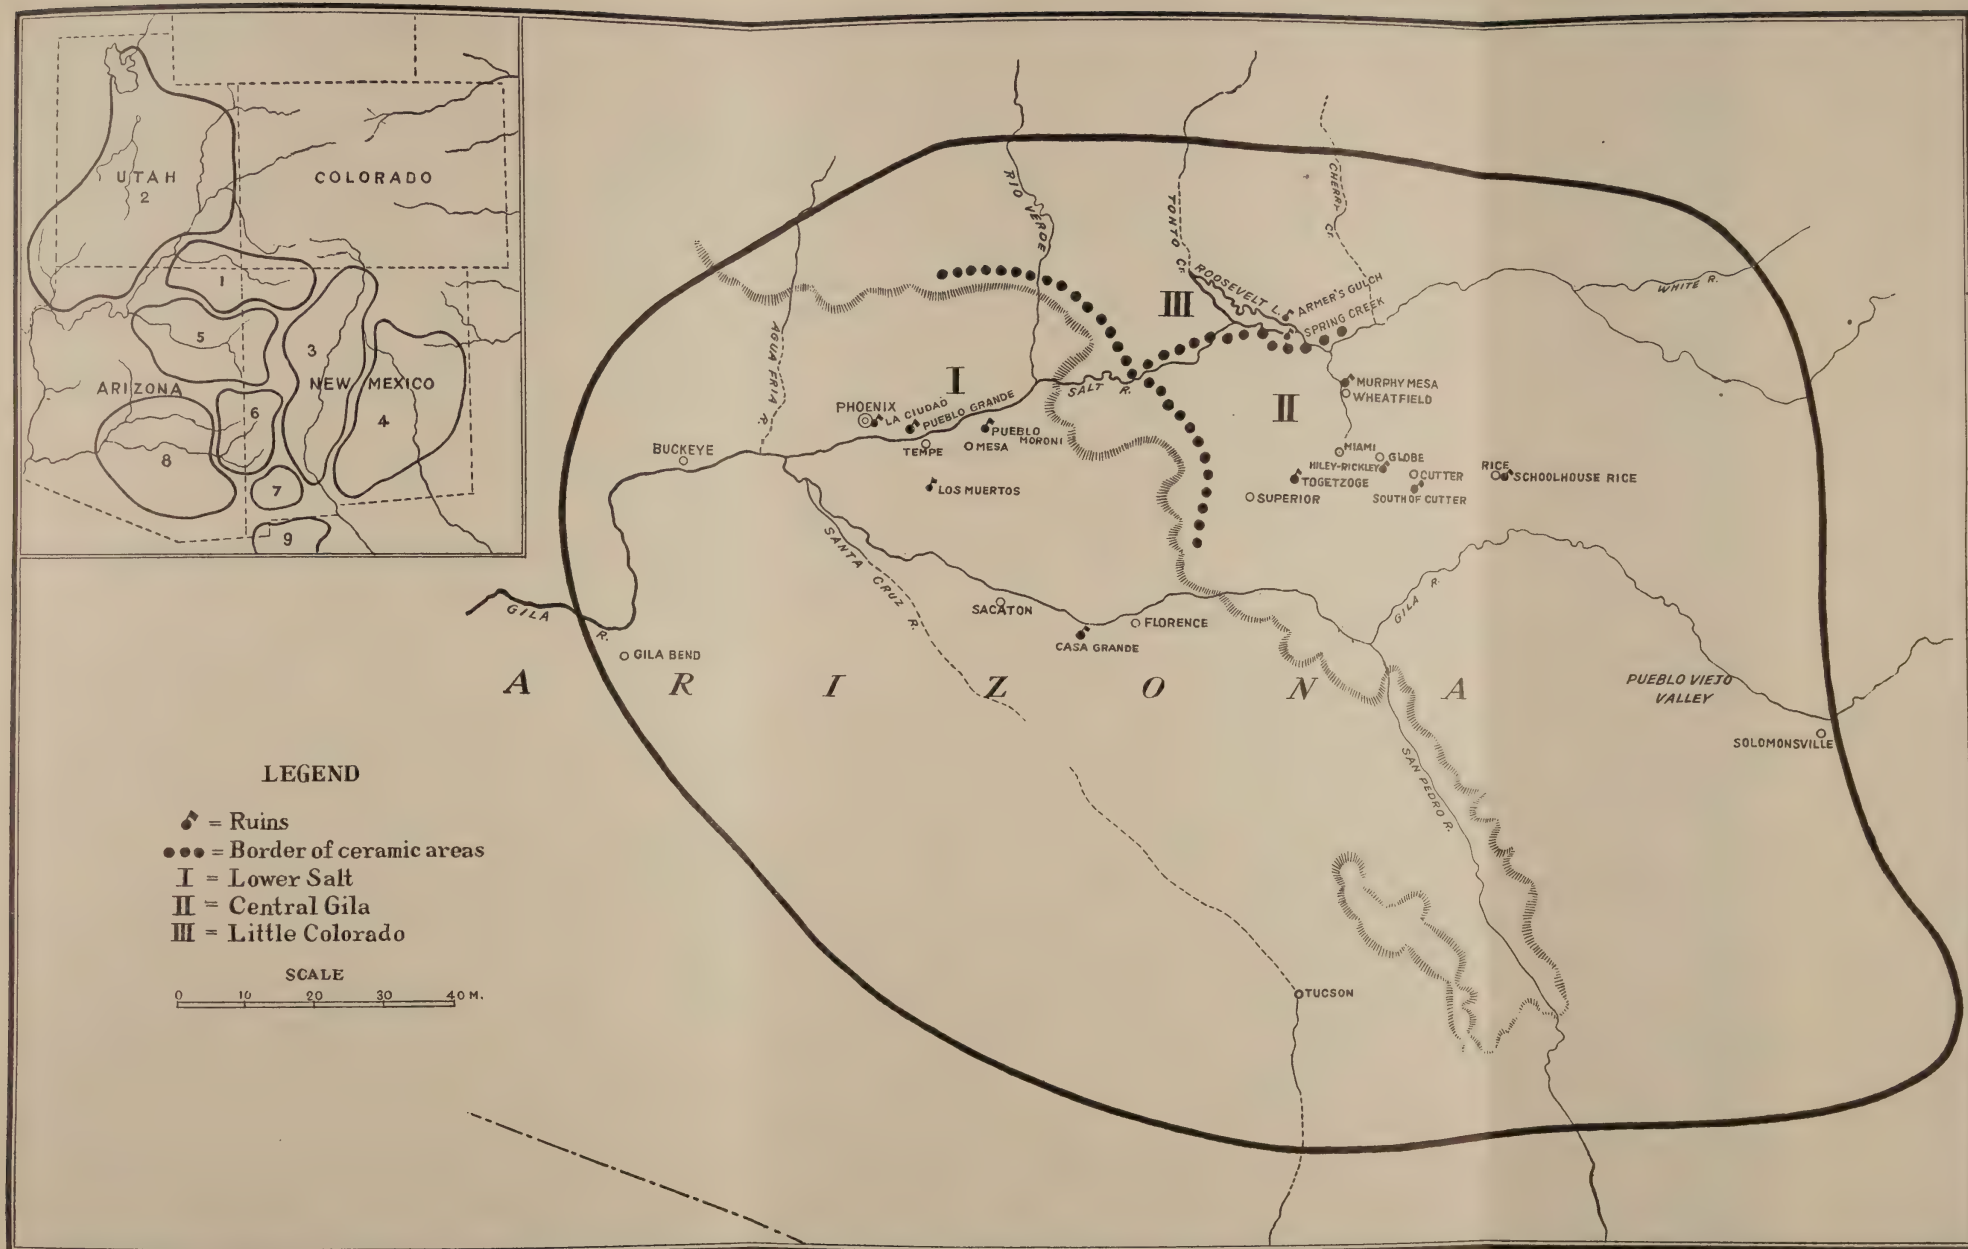 UTAH
2
COLORADO
1
5
3
ARIZONA
NEW MEXICO
6
4
8
7
9
RIO VERDE
TONTO Cr.
CHERRY Cr.
ROOSEVELT L.
ARMER'S GULCH
SPRING CREEK
WHITE R.
III
AGUA FRIA R.
I
SALT R.
II
MURPHY MESA
WHEATFIELD
PHOENIX
LA CIUDAD
PUEBLO GRANDE
PUEBLO
MORONI
TEMPE
MESA
BUCKEYE
LOS MUERTOS
MIAMI
GLOBE
HILEY-RICKLEY
TOGETZOGE
CUTTER
SOUTH OF CUTTER
RICE
SCHOOLHOUSE RICE
SUPERIOR
SANTA CRUZ R.
GILA R.
SACATON
FLORENCE
CASA GRANDE
GILA R.
GILA BEND
ARIZONA
PUEBLO VIEJO
VALLEY
SOLOMONSVILLE
SAN PEDRO R.
TUCSON
LEGEND
= Ruins
= Border of ceramic areas
I = Lower Salt
II = Central Gila
III = Little Colorado
SCALE
0 10 20 30 40 M.